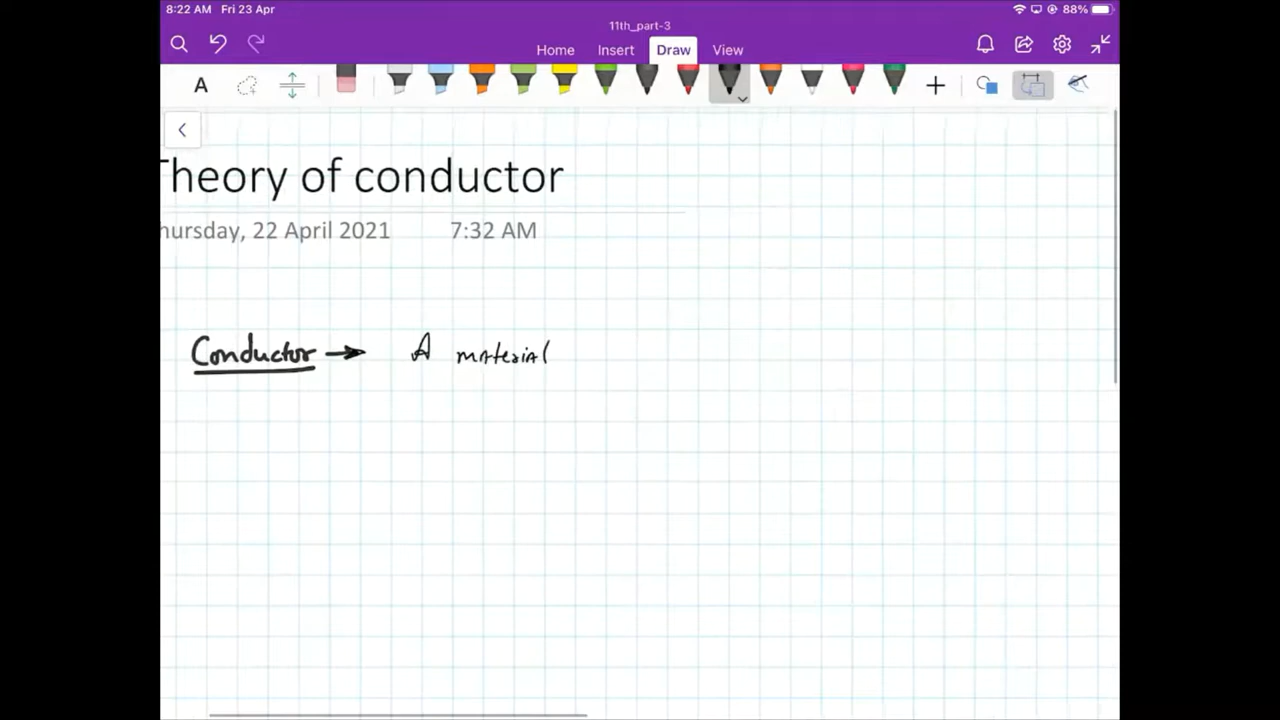 8:22 AM Fri 23 Apr
88%
11th_part-3
Home Insert Draw View
A
heory of conductor
hursday, 22 April 2021 7:32 AM
Conductor → A material